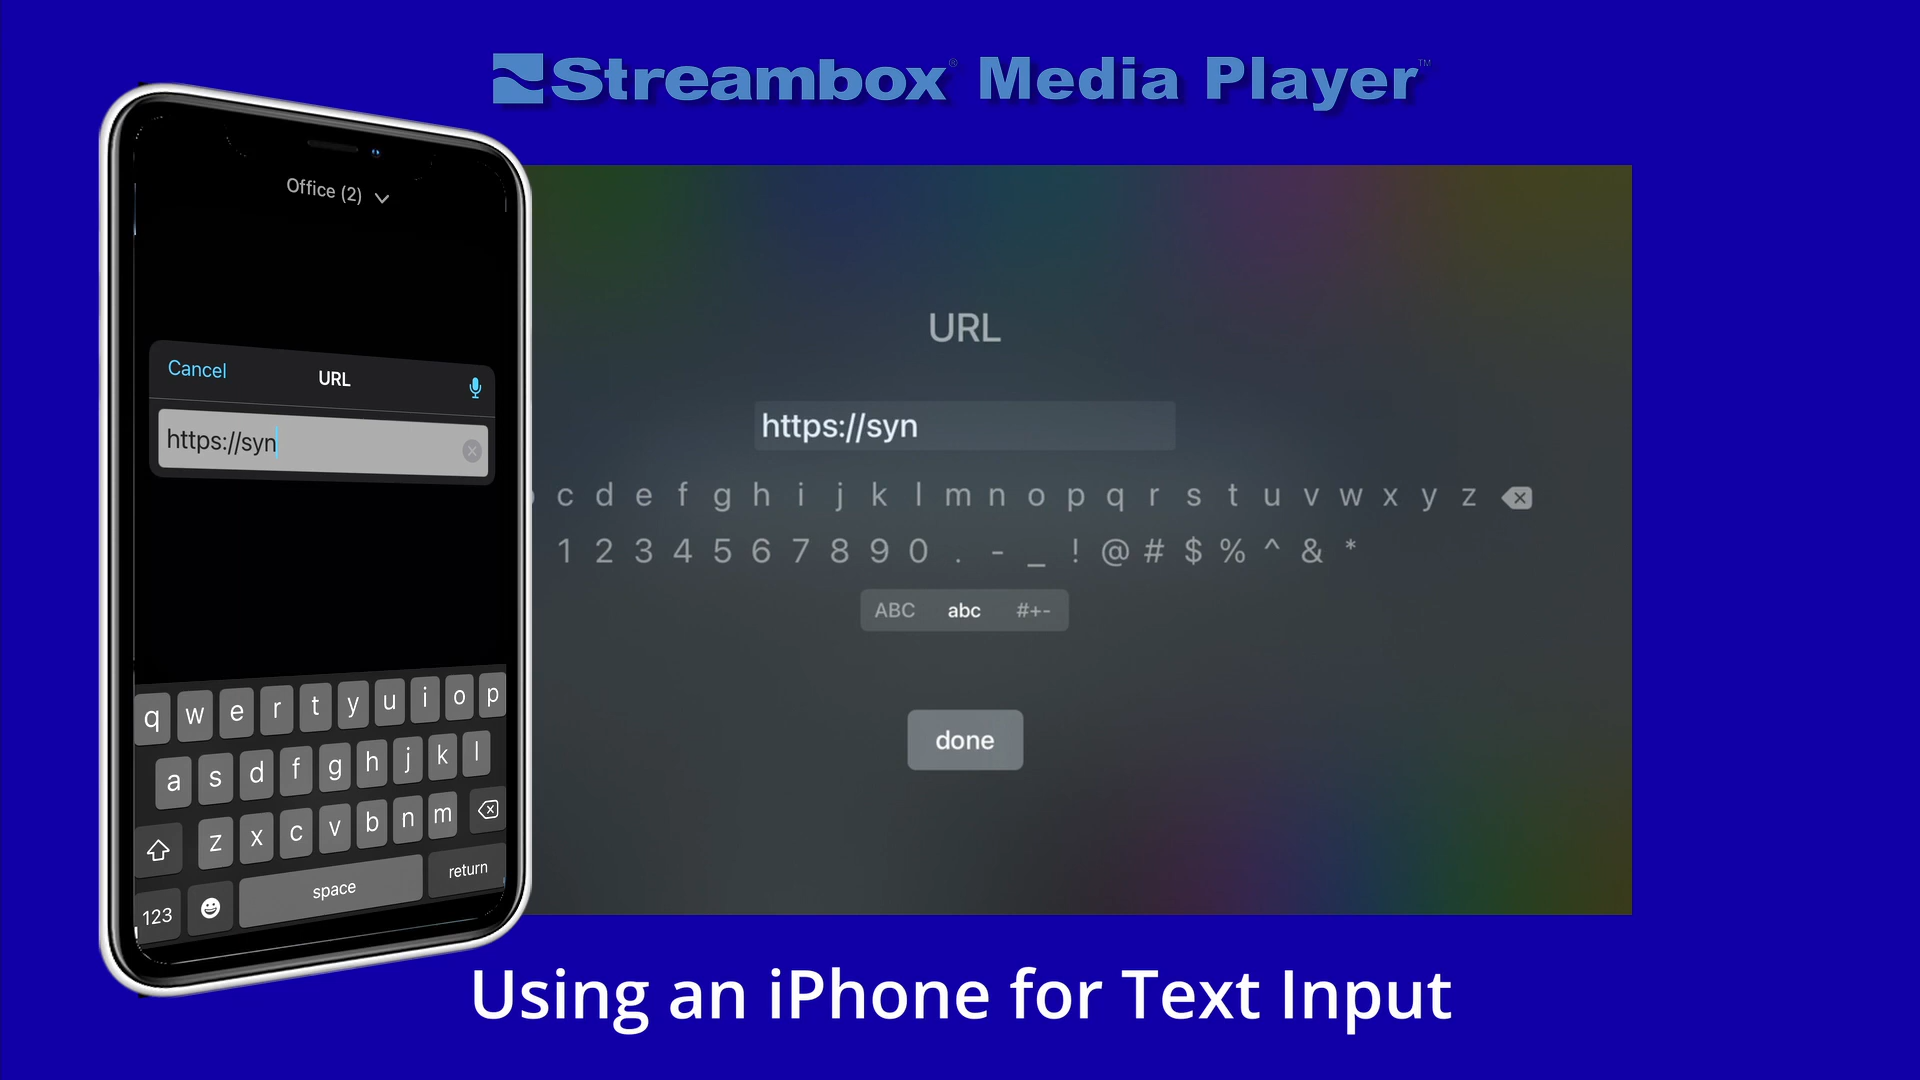 Streambox® Media Player™
Office (2)
Cancel URL
https://syn
q w e r t y u i o p
a s d f g h j k l
z x c v b n m
123 space return
URL
https://syn
c d e f g h i j k l m n o p q r s t u v w x y z
1 2 3 4 5 6 7 8 9 0 . - _ ! @ # $ % ^ & *
ABC abc #+-
done
Using an iPhone for Text Input